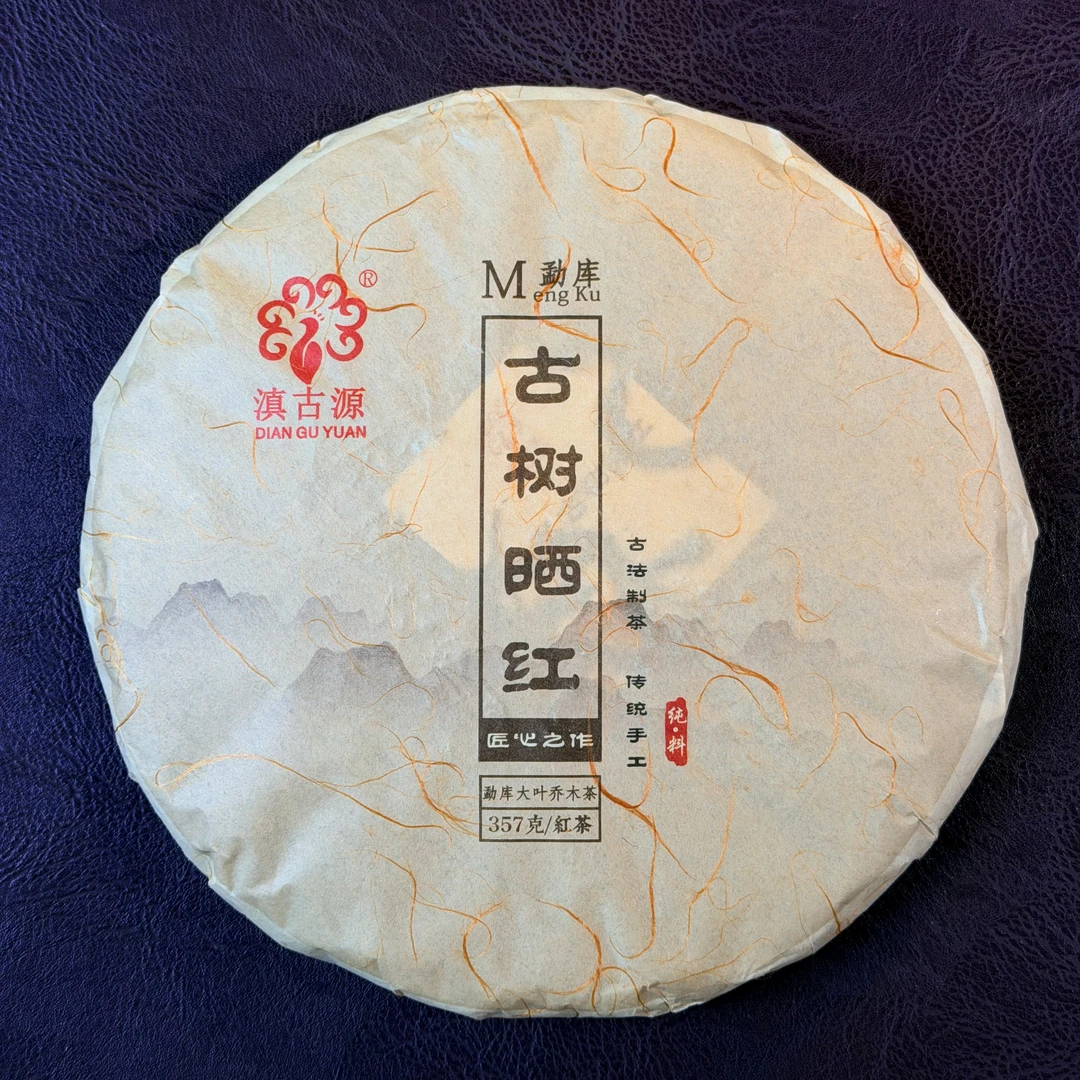 ®
滇古源
DIAN GU YUAN
勐库
Meng Ku
古树晒红
匠心之作
勐库大叶乔木茶
357克/紅茶
古法制茶 传统手工
纯·料